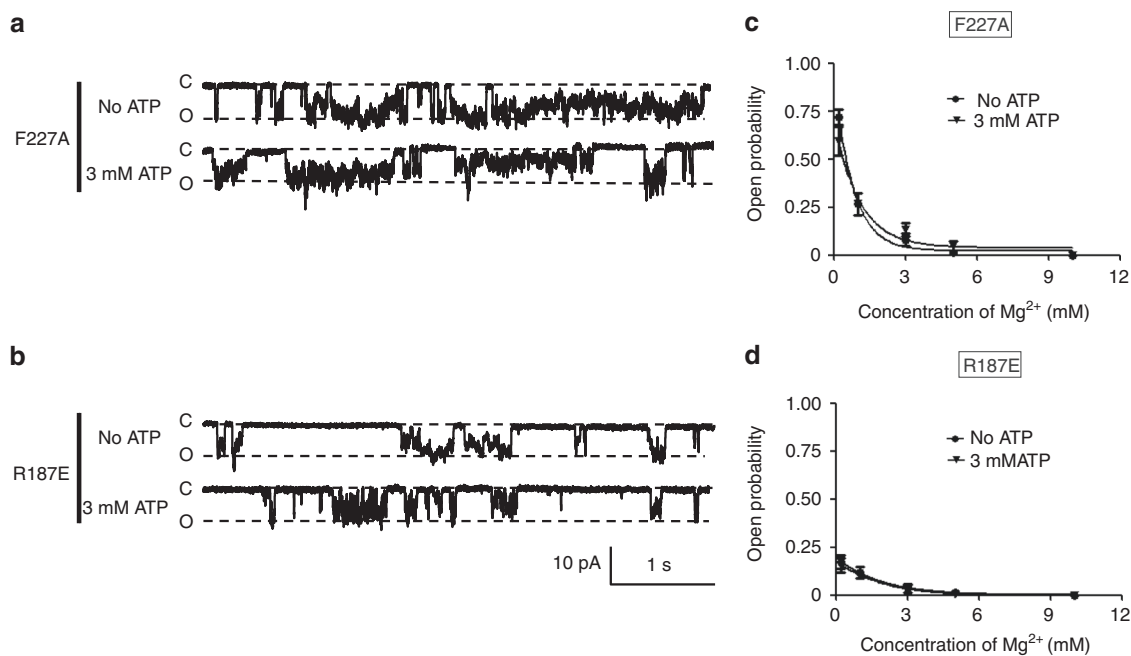 a
F227A
No ATP
C
O
3 mM ATP
C
O
b
R187E
No ATP
C
O
3 mM ATP
C
O
10 pA
1 s
c
F227A
Open probability
1.00
0.75
0.50
0.25
0
No ATP
3 mM ATP
0 3 6 9 12
Concentration of Mg²⁺ (mM)
d
R187E
Open probability
1.00
0.75
0.50
0.25
0
No ATP
3 mMATP
0 3 6 9 12
Concentration of Mg²⁺ (mM)